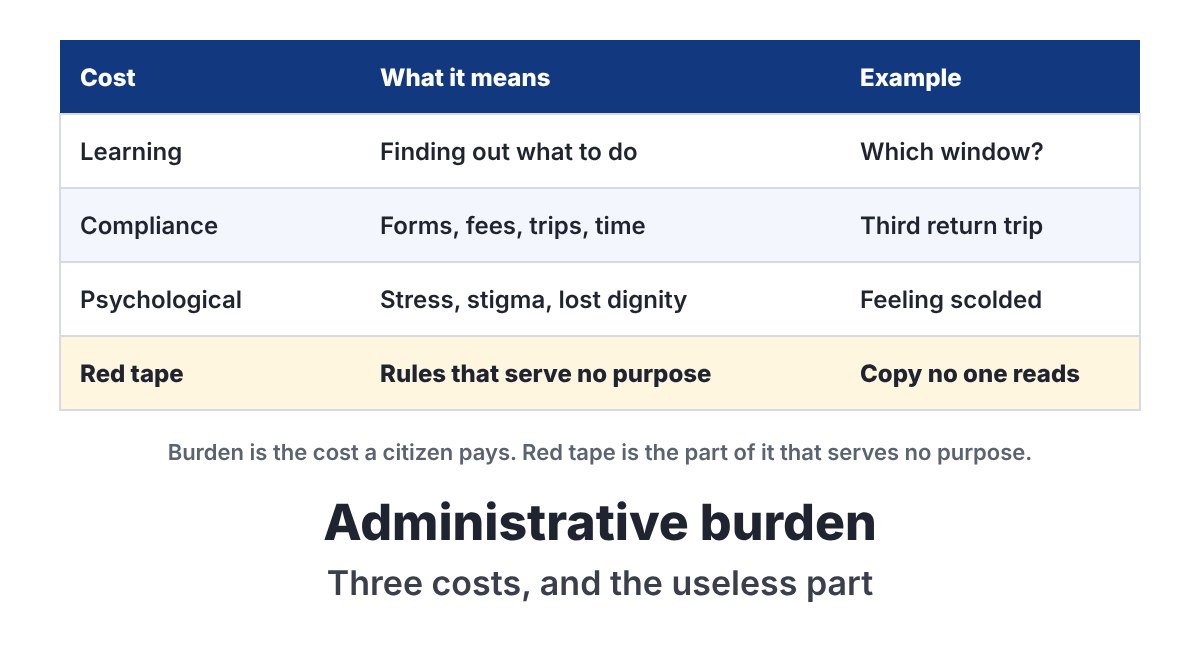 Cost What it means Example
Learning Finding out what to do Which window?
Compliance Forms, fees, trips, time Third return trip
Psychological Stress, stigma, lost dignity Feeling scolded
Red tape Rules that serve no purpose Copy no one reads
Burden is the cost a citizen pays. Red tape is the part of it that serves no purpose.
Administrative burden
Three costs, and the useless part